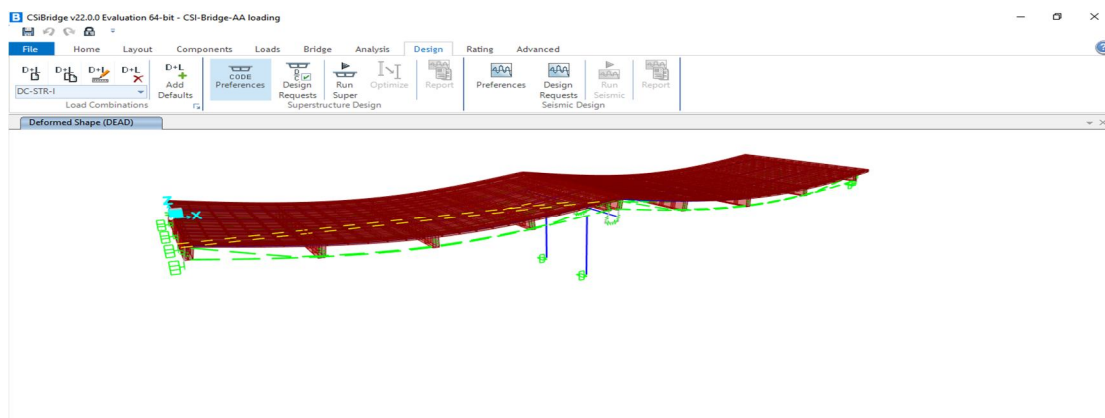 B CSiBridge v22.0.0 Evaluation 64-bit - CSI-Bridge-AA loading
File Home Layout Components Loads Bridge Analysis Design Rating Advanced
D+L D+L D+L D+L
DC-STR-I
Load Combinations
D+L
Add
Defaults
CODE
Preferences
Design
Requests
Run
Super
Optimize
Report
Superstructure Design
Preferences
Design
Requests
Run
Seismic
Report
Seismic Design
Deformed Shape (DEAD)
Z
X